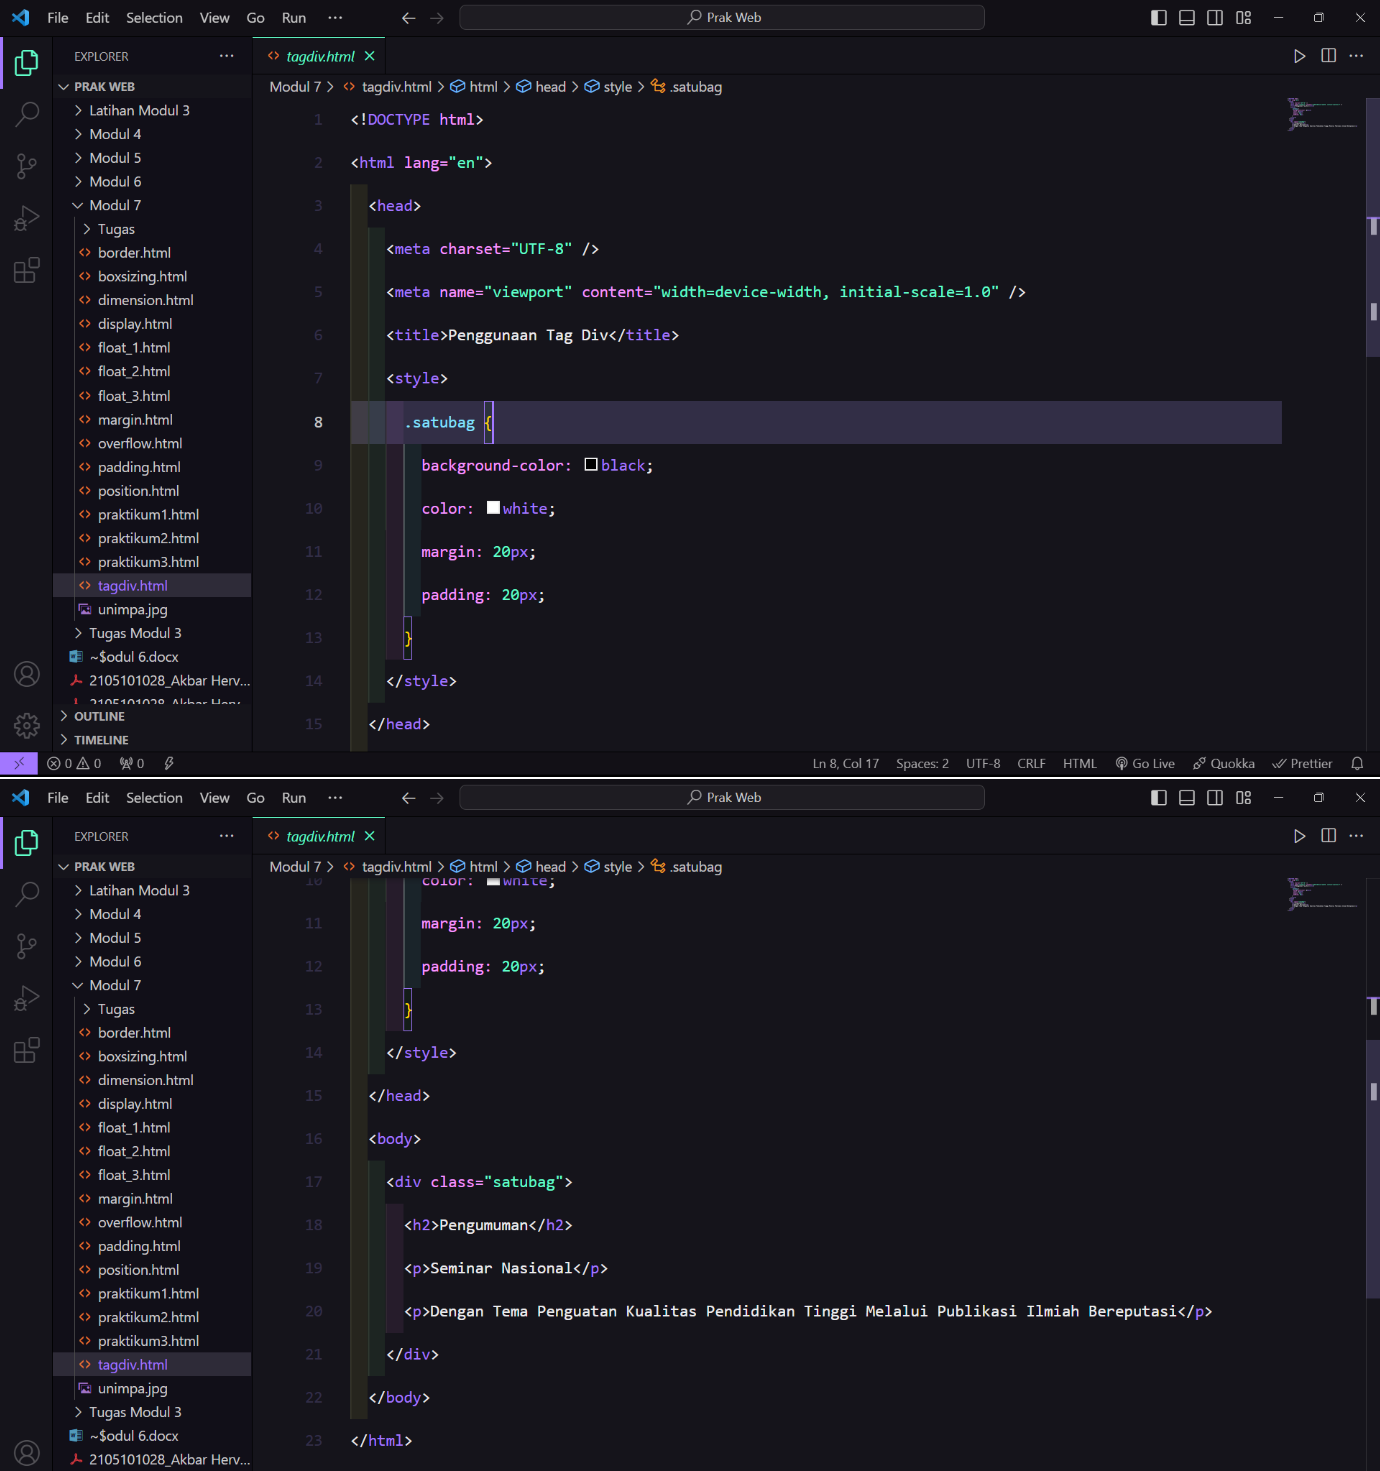 File Edit Selection View Go Run ··· Prak Web
EXPLORER ···
tagdiv.html
PRAK WEB
Modul 7 > tagdiv.html > html > head > style > .satubag
Latihan Modul 3
Modul 4
Modul 5
Modul 6
Modul 7
Tugas
border.html
boxsizing.html
dimension.html
display.html
float_1.html
float_2.html
float_3.html
margin.html
overflow.html
padding.html
position.html
praktikum1.html
praktikum2.html
praktikum3.html
tagdiv.html
unimpa.jpg
Tugas Modul 3
~$odul 6.docx
2105101028_Akbar Herv...
2105101028_Akbar Herv...
OUTLINE
TIMELINE
1 <!DOCTYPE html>
2 <html lang="en">
3 <head>
4 <meta charset="UTF-8" />
5 <meta name="viewport" content="width=device-width, initial-scale=1.0" />
6 <title>Penggunaan Tag Div</title>
7 <style>
8 .satubag {
9 background-color: black;
10 color: white;
11 margin: 20px;
12 padding: 20px;
13 }
14 </style>
15 </head>
0 0 0 Ln 8, Col 17 Spaces: 2 UTF-8 CRLF HTML Go Live Quokka Prettier
File Edit Selection View Go Run ··· Prak Web
EXPLORER ···
tagdiv.html
PRAK WEB
Modul 7 > tagdiv.html > html > head > style > .satubag
Latihan Modul 3
Modul 4
Modul 5
Modul 6
Modul 7
Tugas
border.html
boxsizing.html
dimension.html
display.html
float_1.html
float_2.html
float_3.html
margin.html
overflow.html
padding.html
position.html
praktikum1.html
praktikum2.html
praktikum3.html
tagdiv.html
unimpa.jpg
Tugas Modul 3
~$odul 6.docx
2105101028_Akbar Herv...
10 color: white;
11 margin: 20px;
12 padding: 20px;
13 }
14 </style>
15 </head>
16 <body>
17 <div class="satubag">
18 <h2>Pengumuman</h2>
19 <p>Seminar Nasional</p>
20 <p>Dengan Tema Penguatan Kualitas Pendidikan Tinggi Melalui Publikasi Ilmiah Bereputasi</p>
21 </div>
22 </body>
23 </html>